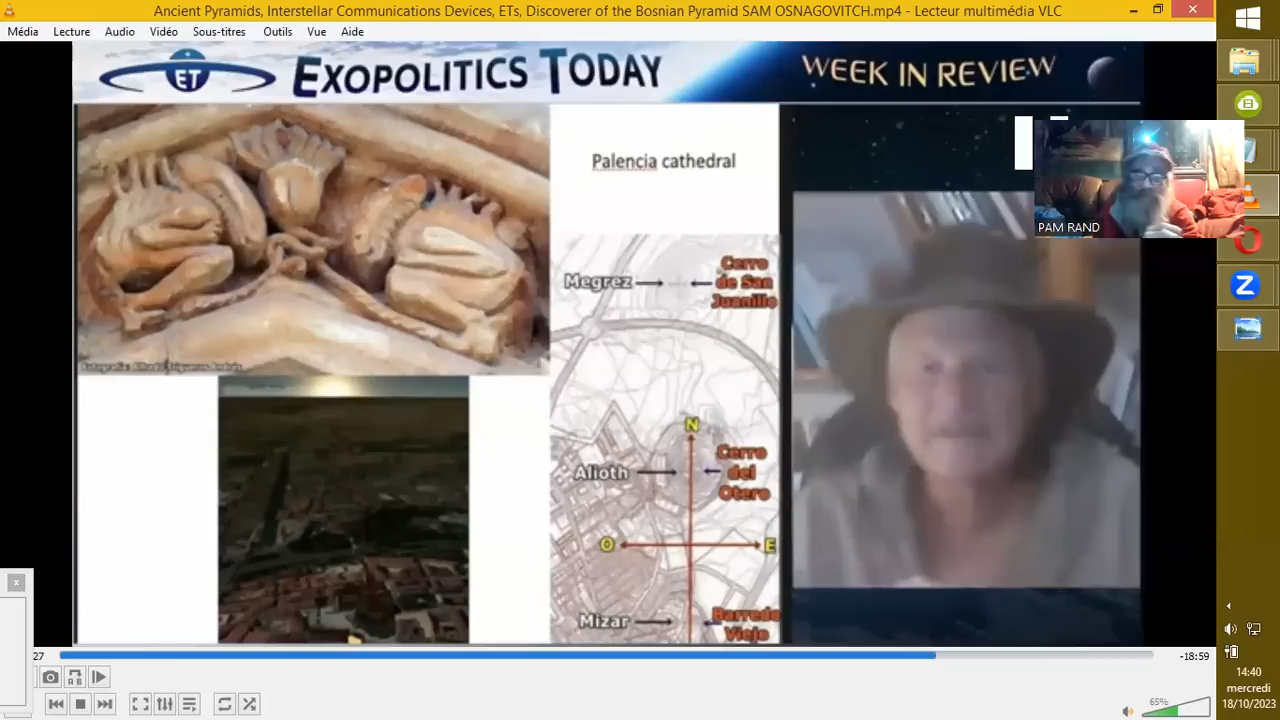 Ancient Pyramids, Interstellar Communications Devices, ETs, Discoverer of the Bosnian Pyramid SAM OSNAGOVITCH.mp4 - Lecteur multimédia VLC
Média Lecture Audio Vidéo Sous-titres Outils Vue Aide
ET
EXOPOLITICS TODAY
WEEK IN REVIEW
Palencia cathedral
PAM RAND
Megrez
Cerro
de San
Juanillo
N
Alioth
Cerro
del
Otero
O
E
Mizar
Barredo
Viejo
27
-18:59
A B
65%
Z
14:40
mercredi
18/10/2023